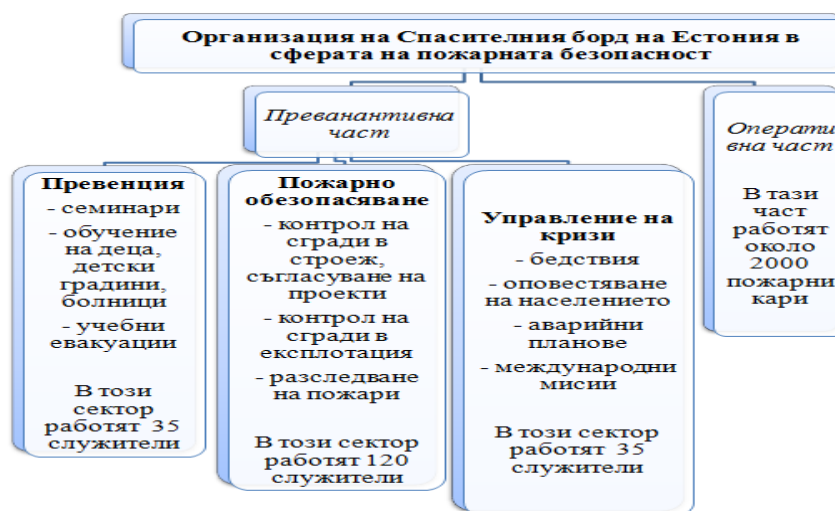 Организация на Спасителния борд на Естония в
сферата на пожарната безопасност
Преванантивна
част
Операти
вна част
В тази
част
работят
около
2000
пожарни
кари
Превенция
- семинари
- обучение
на деца,
детски
градини,
болници
- учебни
евакуации
В този
сектор
работят 35
служители
Пожарно
обезопасяване
- контрол на
сгради в
строеж,
съгласуване на
проекти
- контрол на
сгради в
експлотация
- разследване
на пожари
В този сектор
работят 120
служители
Управление на
кризи
- бедствия
- оповестяване
на населението
- аварийни
планове
- международни
мисии
В този сектор
работят 35
служители